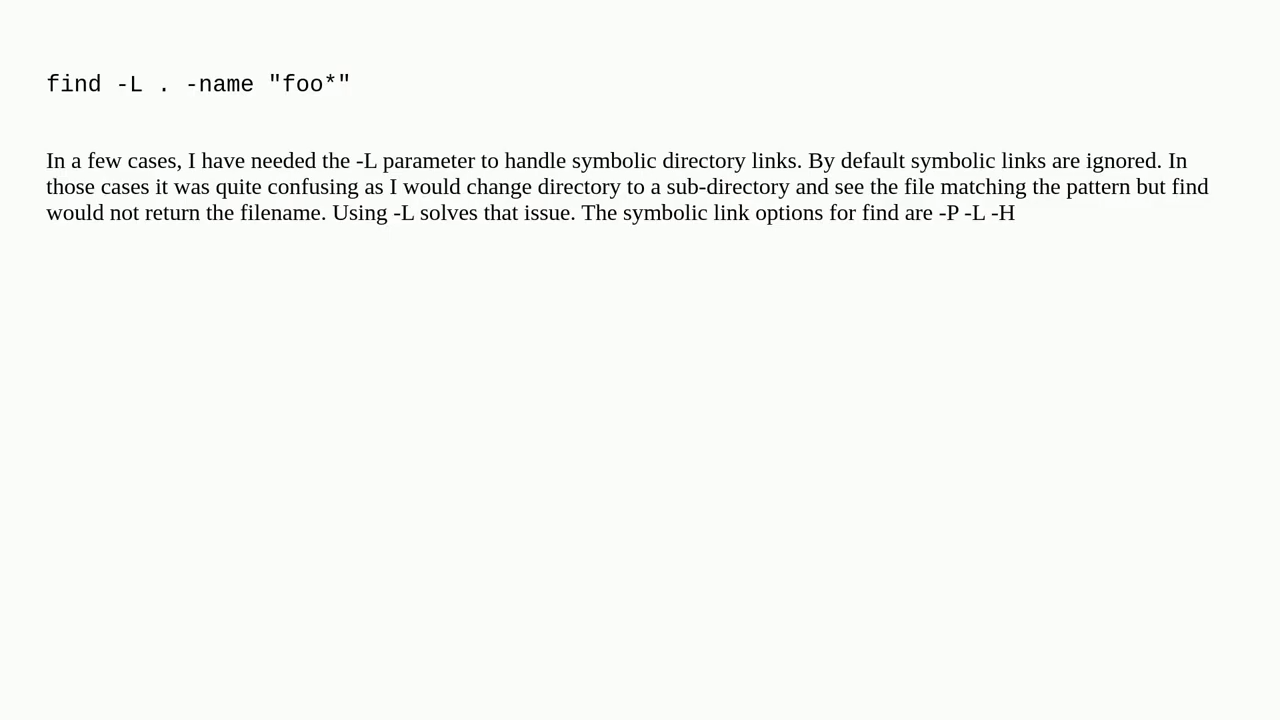 find -L . -name "foo*"
In a few cases, I have needed the -L parameter to handle symbolic directory links. By default symbolic links are ignored. In
those cases it was quite confusing as I would change directory to a sub-directory and see the file matching the pattern but find
would not return the filename. Using -L solves that issue. The symbolic link options for find are -P -L -H